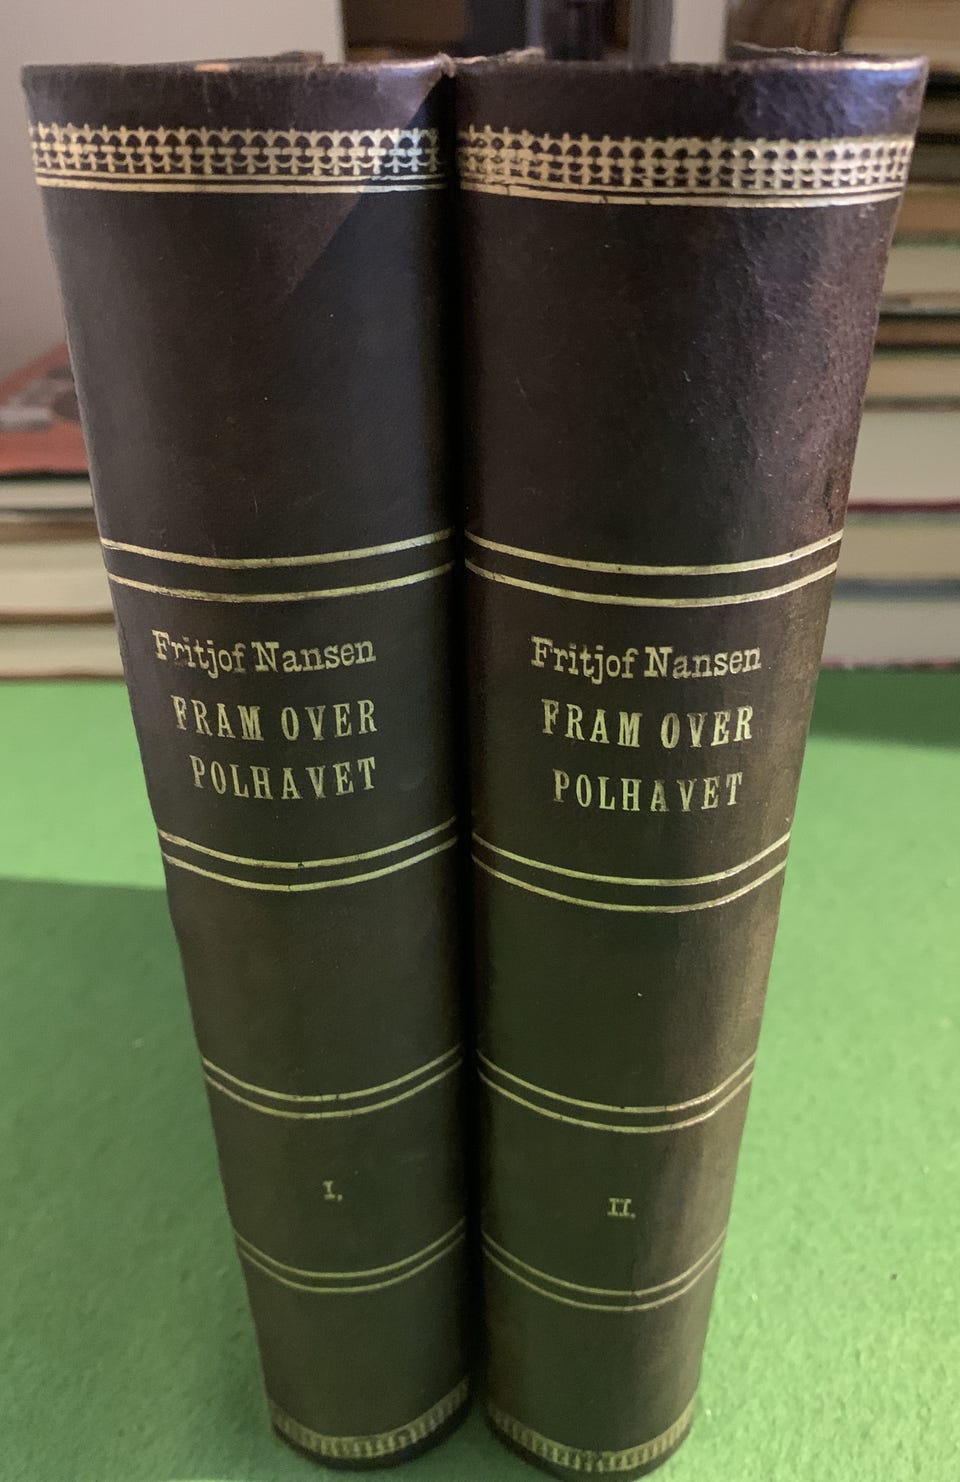 Fritjof Nansen
FRAM OVER
POLHAVET
I.
Fritjof Nansen
FRAM OVER
POLHAVET
II.